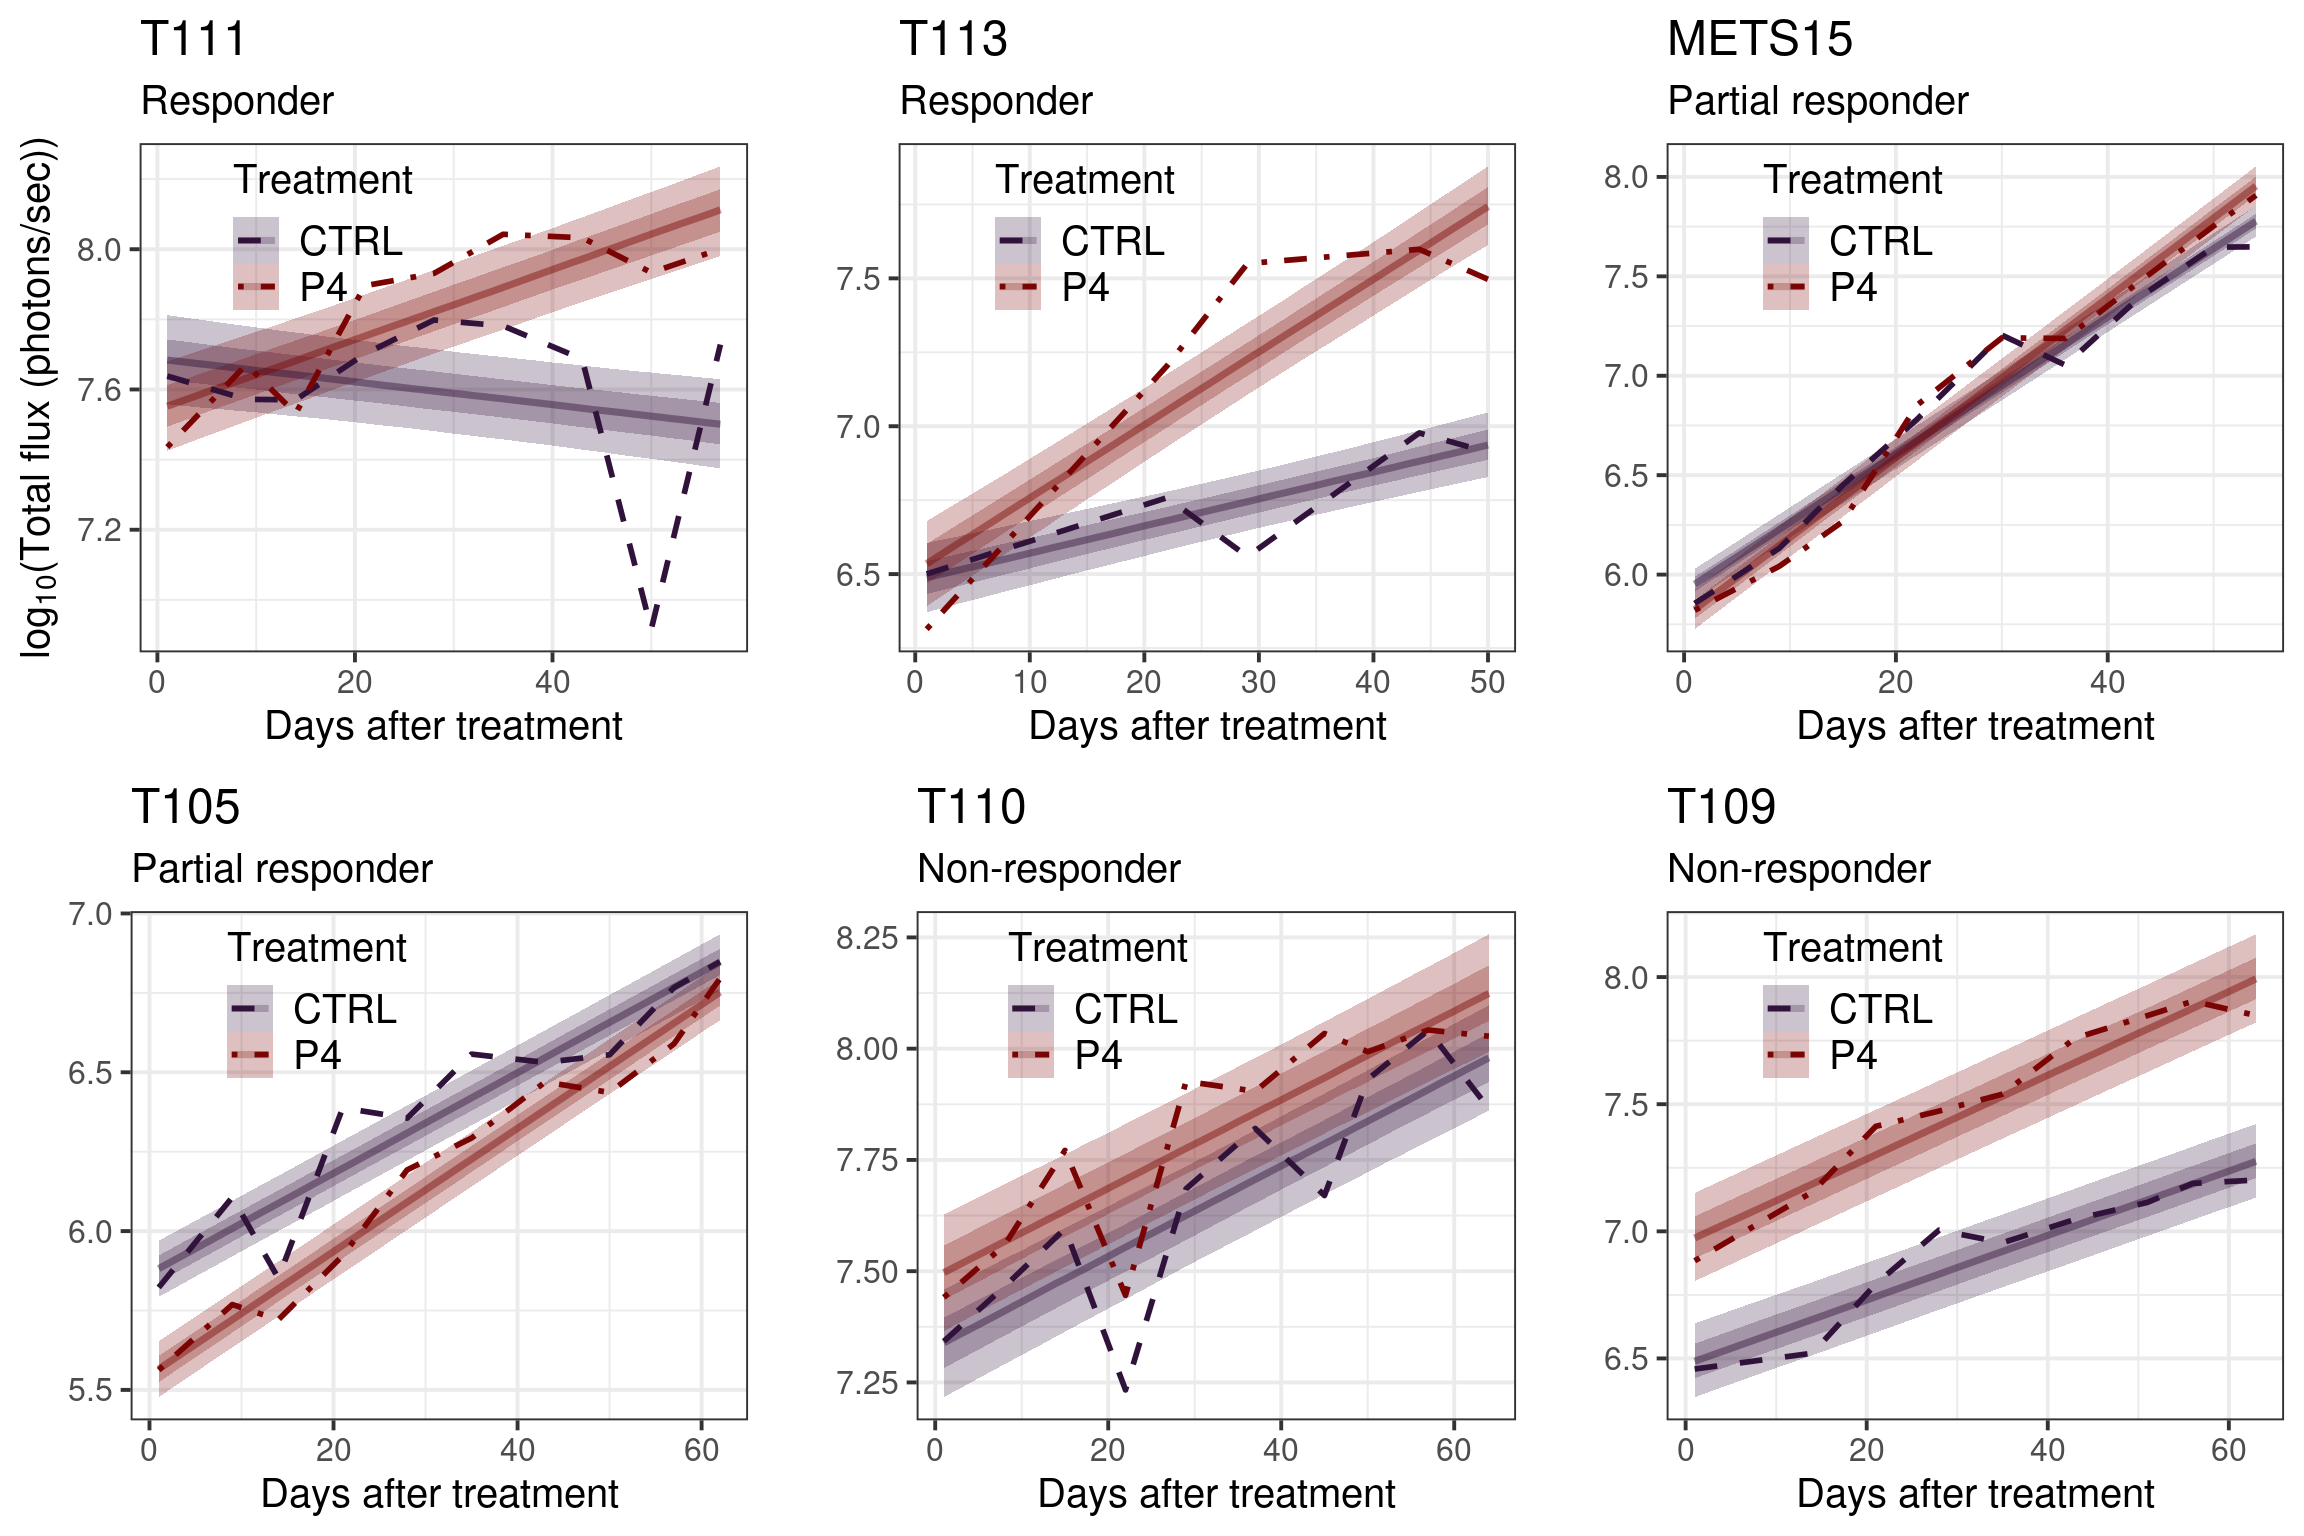 T111
Responder
log10(Total flux (photons/sec))
Treatment
CTRL
P4
8.0
7.6
7.2
0 20 40
Days after treatment
T113
Responder
Treatment
CTRL
P4
7.5
7.0
6.5
0 10 20 30 40 50
Days after treatment
METS15
Partial responder
Treatment
CTRL
P4
8.0
7.5
7.0
6.5
6.0
0 20 40
Days after treatment
T105
Partial responder
Treatment
CTRL
P4
7.0
6.5
6.0
5.5
0 20 40 60
Days after treatment
T110
Non-responder
Treatment
CTRL
P4
8.25
8.00
7.75
7.50
7.25
0 20 40 60
Days after treatment
T109
Non-responder
Treatment
CTRL
P4
8.0
7.5
7.0
6.5
0 20 40 60
Days after treatment